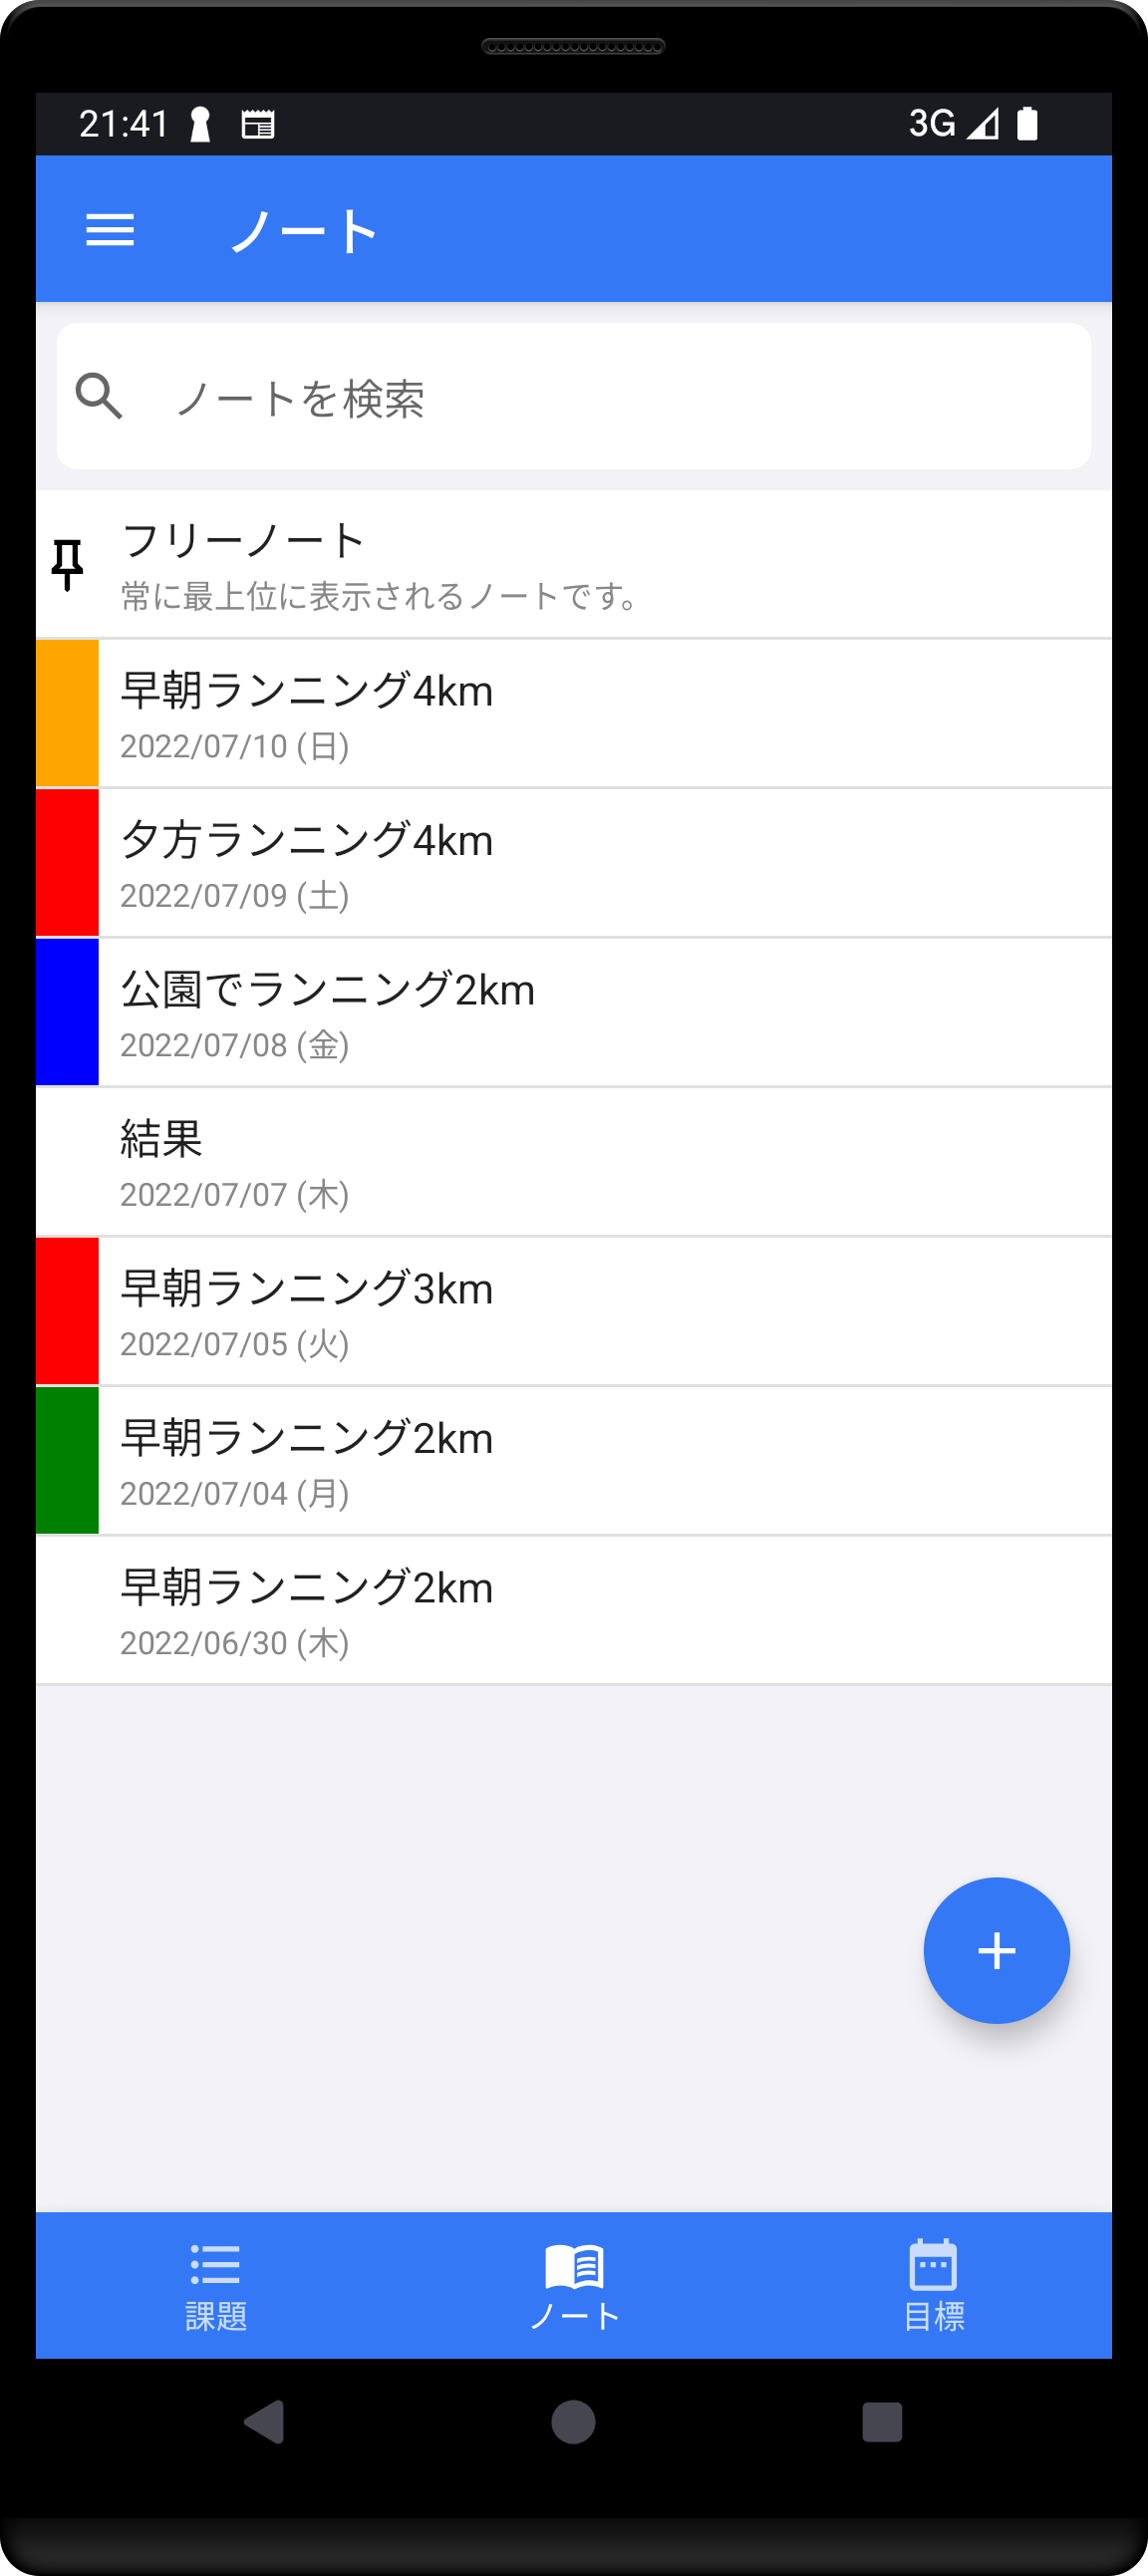 21:41
3G
ノート
ノートを検索
フリーノート
常に最上位に表示されるノートです。
早朝ランニング4km
2022/07/10 (日)
夕方ランニング4km
2022/07/09 (土)
公園でランニング2km
2022/07/08 (金)
結果
2022/07/07 (木)
早朝ランニング3km
2022/07/05 (火)
早朝ランニング2km
2022/07/04 (月)
早朝ランニング2km
2022/06/30 (木)
課題
ノート
目標